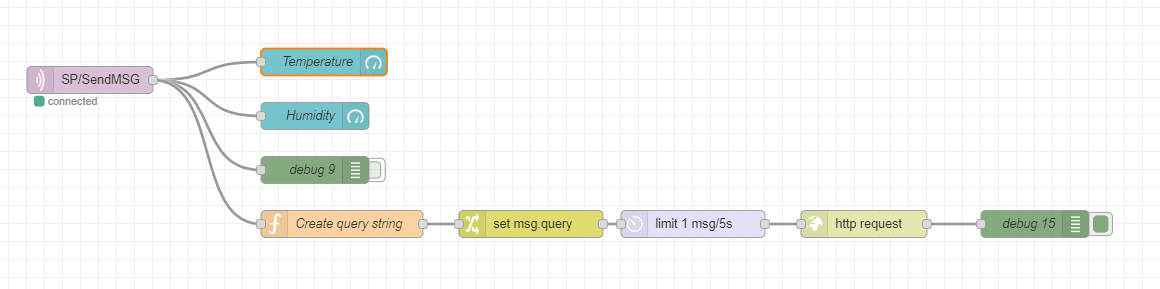 Temperature
SP/SendMSG
connected
Humidity
debug 9
Create query string
set msg.query
limit 1 msg/5s
http request
debug 15